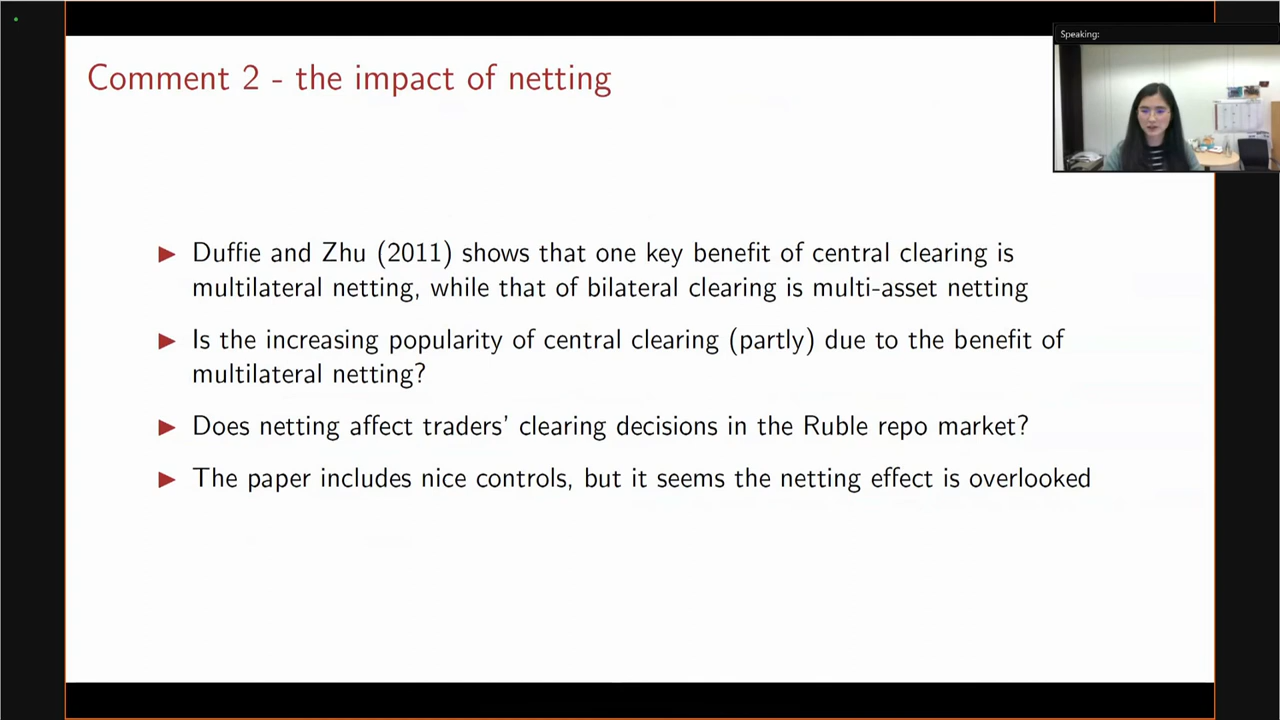 Speaking:
Comment 2 - the impact of netting
Duffie and Zhu (2011) shows that one key benefit of central clearing is
multilateral netting, while that of bilateral clearing is multi-asset netting
Is the increasing popularity of central clearing (partly) due to the benefit of
multilateral netting?
Does netting affect traders’ clearing decisions in the Ruble repo market?
The paper includes nice controls, but it seems the netting effect is overlooked